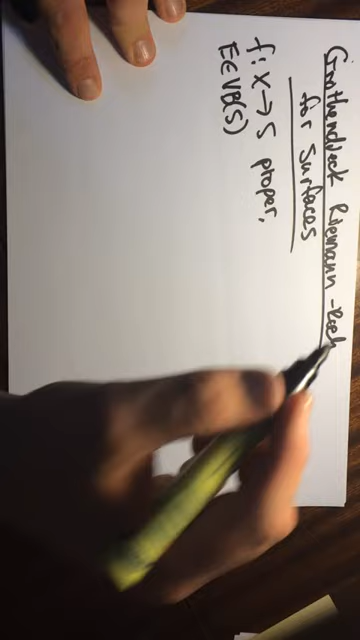 Grothendieck Riemann-Roch
for surfaces
f: X → S proper,
E ∈ VB(S)